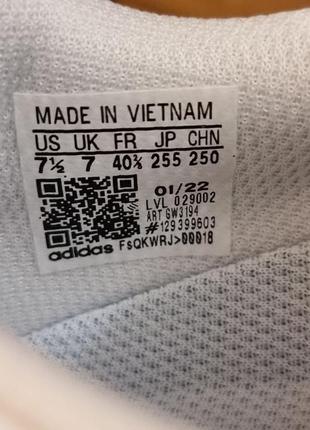 MADE IN VIETNAM
US UK FR JP CHN
7½ 7 40⅔ 255 250
01/22
LVL 029002
ART GW3194
#129399603
adidas FsQKWRJ>00018